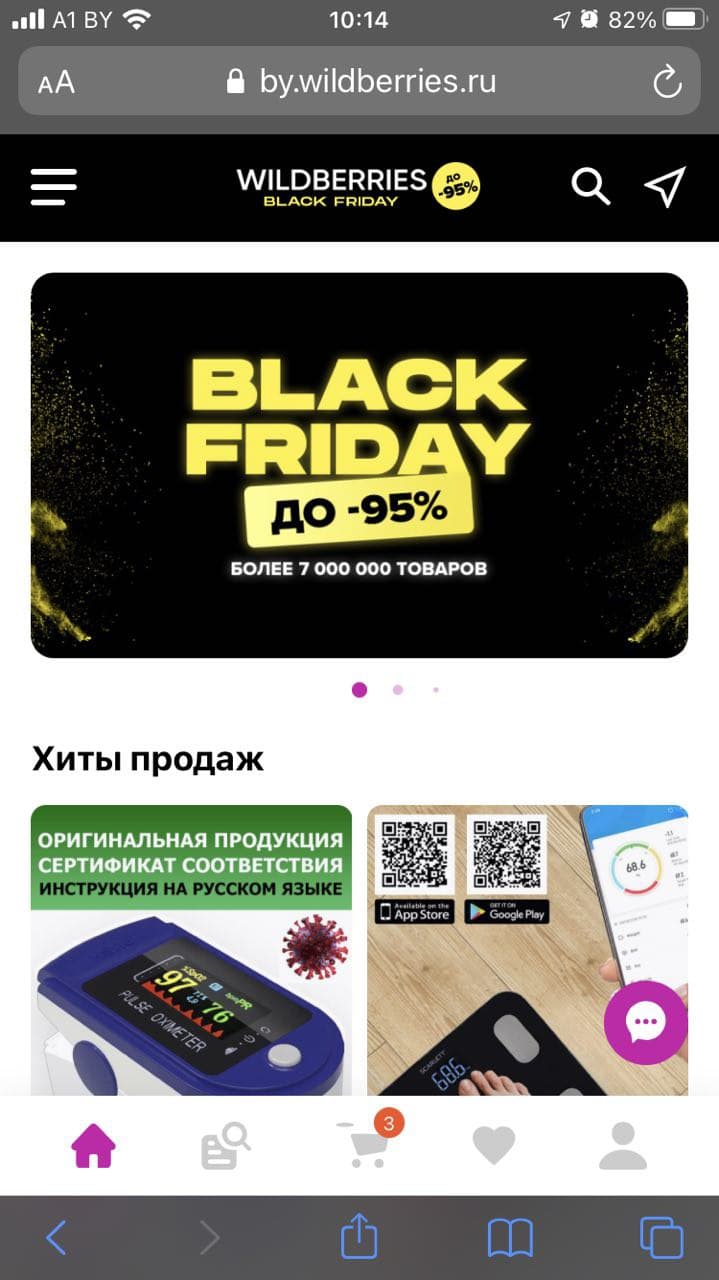 A1 BY 10:14 82%
AA by.wildberries.ru
WILDBERRIES
BLACK FRIDAY
ДО
-95%
BLACK
FRIDAY
ДО -95%
БОЛЕЕ 7 000 000 ТОВАРОВ
Хиты продаж
ОРИГИНАЛЬНАЯ ПРОДУКЦИЯ
СЕРТИФИКАТ СООТВЕТСТВИЯ
ИНСТРУКЦИЯ НА РУССКОМ ЯЗЫКЕ
97
76
PULSE OXIMETER
Available on the
App Store
GET IT ON
Google Play
68.6
SCARLETT
68.6
3